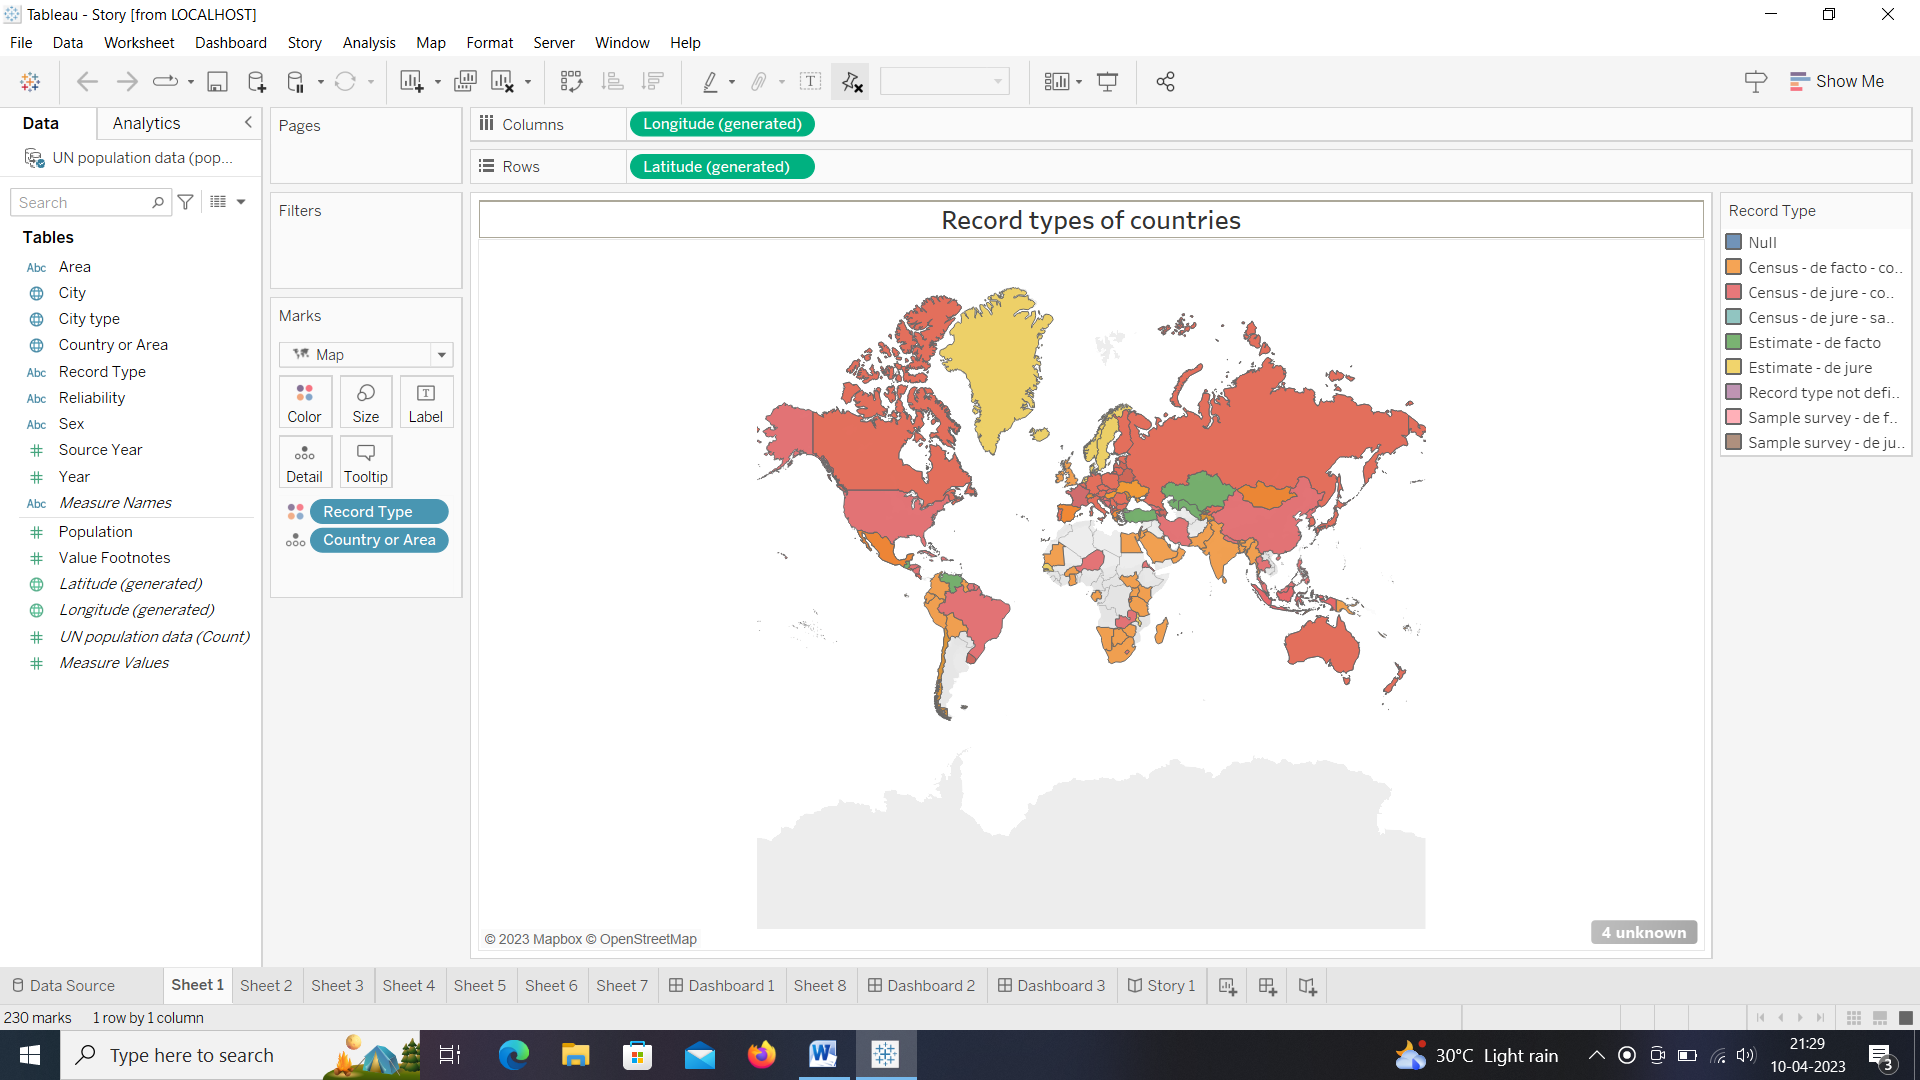 Tableau - Story [from LOCALHOST]
File Data Worksheet Dashboard Story Analysis Map Format Server Window Help
Show Me
Data Analytics
UN population data (pop...
Search
Tables
Abc Area
City
City type
Country or Area
Abc Record Type
Abc Reliability
Abc Sex
Source Year
Year
Abc Measure Names
Population
Value Footnotes
Latitude (generated)
Longitude (generated)
UN population data (Count)
Measure Values
Pages
Filters
Marks
Map
Color Size Label
Detail Tooltip
Record Type
Country or Area
Columns Longitude (generated)
Rows Latitude (generated)
Record types of countries
© 2023 Mapbox © OpenStreetMap
4 unknown
Record Type
Null
Census - de facto - co..
Census - de jure - co..
Census - de jure - sa..
Estimate - de facto
Estimate - de jure
Record type not defi..
Sample survey - de f..
Sample survey - de ju..
Data Source Sheet 1 Sheet 2 Sheet 3 Sheet 4 Sheet 5 Sheet 6 Sheet 7 Dashboard 1 Sheet 8 Dashboard 2 Dashboard 3 Story 1
230 marks 1 row by 1 column
Type here to search
30°C Light rain
21:29
10-04-2023
3